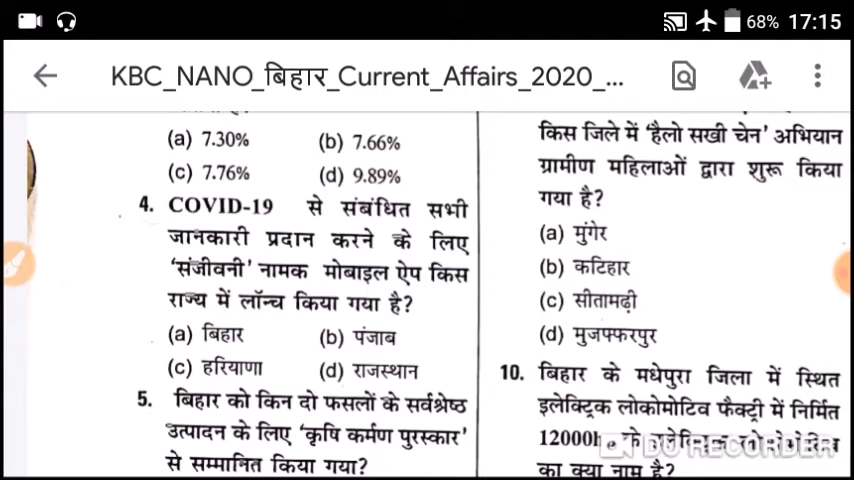 68% 17:15
KBC_NANO_बिहार_Current_Affairs_2020_...
(a) 7.30% (b) 7.66%
(c) 7.76% (d) 9.89%
4. COVID-19 से संबंधित सभी
जानकारी प्रदान करने के लिए
'संजीवनी' नामक मोबाइल ऐप किस
राज्य में लॉन्च किया गया है?
(a) बिहार (b) पंजाब
(c) हरियाणा (d) राजस्थान
5. बिहार को किन दो फसलों के सर्वश्रेष्ठ
उत्पादन के लिए 'कृषि कर्मण पुरस्कार'
से सम्मानित किया गया?
किस जिले में 'हैलो सखी चेन' अभियान
ग्रामीण महिलाओं द्वारा शुरू किया
गया है?
(a) मुंगेर
(b) कटिहार
(c) सीतामढ़ी
(d) मुजफ्फरपुर
10. बिहार के मधेपुरा जिला में स्थित
इलेक्ट्रिक लोकोमोटिव फैक्ट्री में निर्मित
12000h के
का क्या नाम है?
DU RECORDER